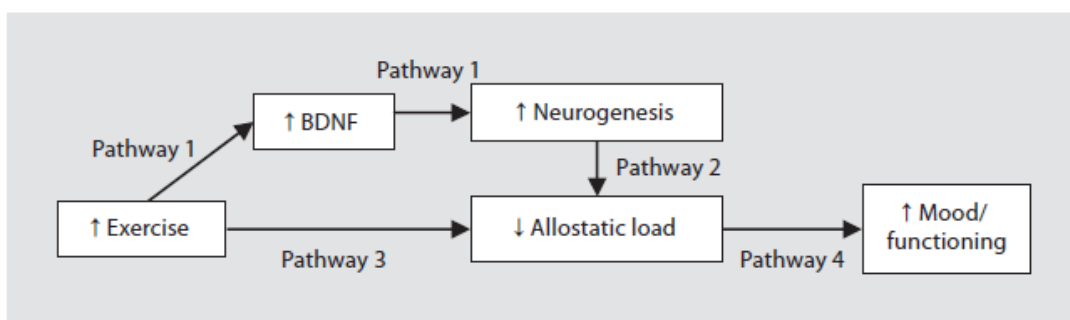 Pathway 1
↑ BDNF
↑ Neurogenesis
Pathway 1
Pathway 2
↑ Exercise
↓ Allostatic load
↑ Mood/
functioning
Pathway 3
Pathway 4